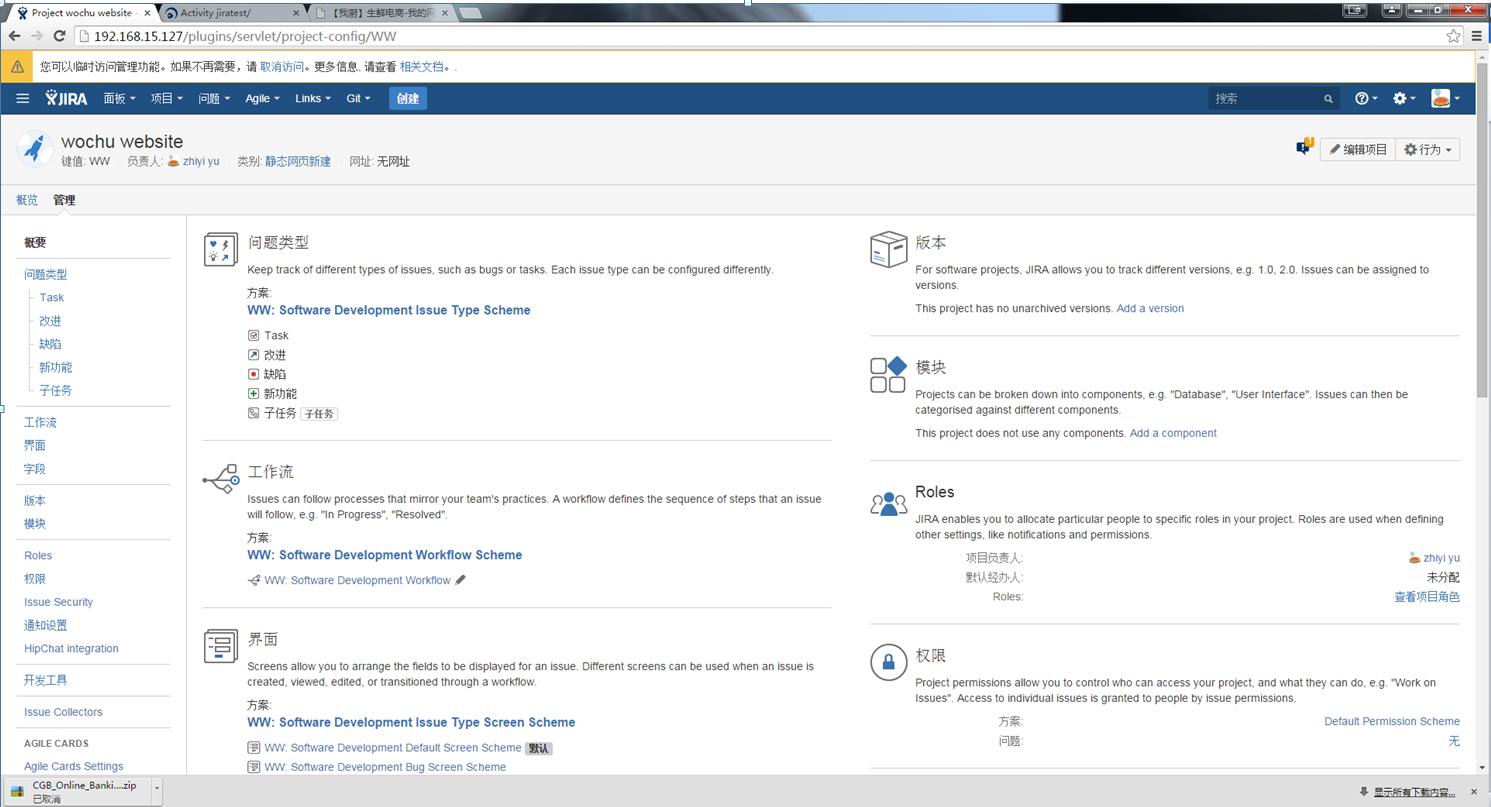 Project wochu website
Activity jiratest/
【我厨】生鲜电商-我的网
192.168.15.127/plugins/servlet/project-config/WW
您可以临时访问管理功能。如果不再需要，请 取消访问。更多信息, 请查看 相关文档。.
JIRA 面板 项目 问题 Agile Links Git 创建 搜索
wochu website
键值: WW 负责人: zhiyi yu 类别: 静态网页新建 网址: 无网址
编辑项目 行为
概览 管理
概要
问题类型
Task
改进
缺陷
新功能
子任务
工作流
界面
字段
版本
模块
Roles
权限
Issue Security
通知设置
HipChat integration
开发工具
Issue Collectors
AGILE CARDS
Agile Cards Settings
问题类型
Keep track of different types of issues, such as bugs or tasks. Each issue type can be configured differently.
方案:
WW: Software Development Issue Type Scheme
Task
改进
缺陷
新功能
子任务 子任务
工作流
Issues can follow processes that mirror your team's practices. A workflow defines the sequence of steps that an issue
will follow, e.g. "In Progress", "Resolved".
方案:
WW: Software Development Workflow Scheme
WW: Software Development Workflow
界面
Screens allow you to arrange the fields to be displayed for an issue. Different screens can be used when an issue is
created, viewed, edited, or transitioned through a workflow.
方案:
WW: Software Development Issue Type Screen Scheme
WW: Software Development Default Screen Scheme 默认
WW: Software Development Bug Screen Scheme
版本
For software projects, JIRA allows you to track different versions, e.g. 1.0, 2.0. Issues can be assigned to
versions.
This project has no unarchived versions. Add a version
模块
Projects can be broken down into components, e.g. "Database", "User Interface". Issues can then be
categorised against different components.
This project does not use any components. Add a component
Roles
JIRA enables you to allocate particular people to specific roles in your project. Roles are used when defining
other settings, like notifications and permissions.
项目负责人: zhiyi yu
默认经办人: 未分配
Roles: 查看项目角色
权限
Project permissions allow you to control who can access your project, and what they can do, e.g. "Work on
Issues". Access to individual issues is granted to people by issue permissions.
方案: Default Permission Scheme
问题: 无
CGB_Online_Banki....zip
已取消
显示所有下载内容...